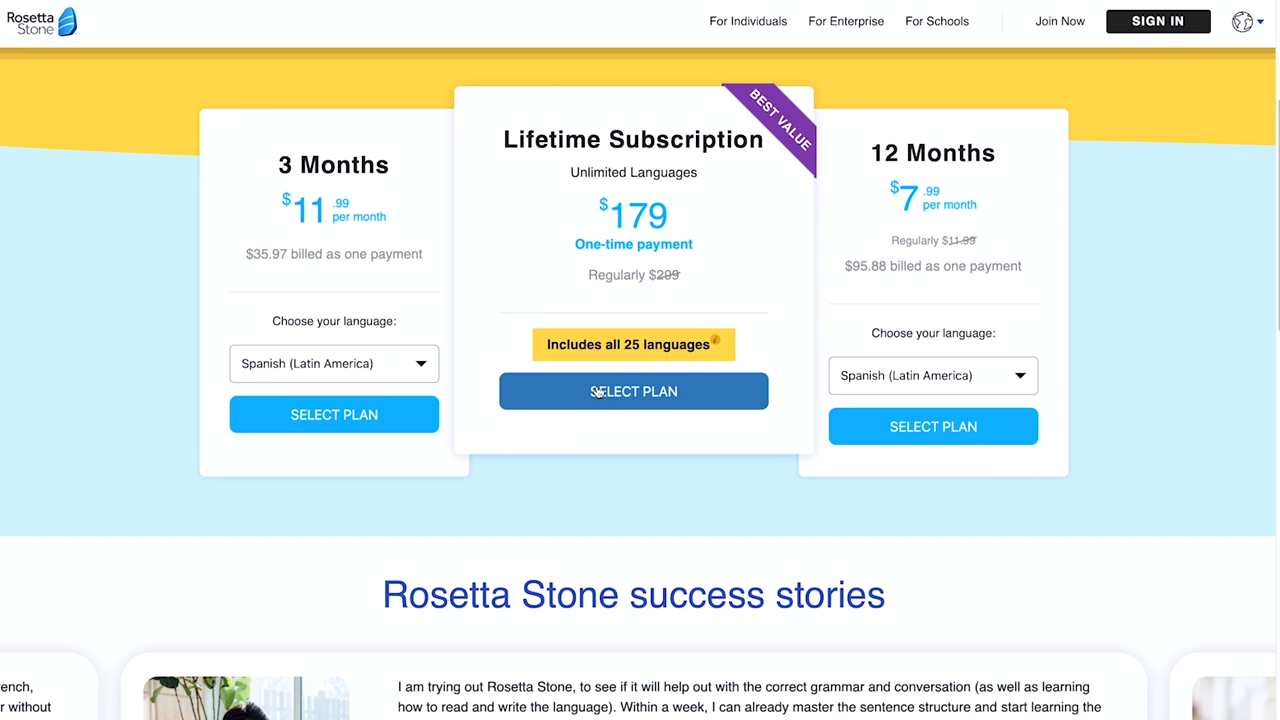 Rosetta
Stone
For Individuals
For Enterprise
For Schools
Join Now
SIGN IN
3 Months
$11.99
per month
$35.97 billed as one payment
Choose your language:
Spanish (Latin America)
SELECT PLAN
BEST VALUE
Lifetime Subscription
Unlimited Languages
$179
One-time payment
Regularly $299
Includes all 25 languages
SELECT PLAN
12 Months
$7.99
per month
Regularly $11.99
$95.88 billed as one payment
Choose your language:
Spanish (Latin America)
SELECT PLAN
Rosetta Stone success stories
ench,
r without
I am trying out Rosetta Stone, to see if it will help out with the correct grammar and conversation (as well as learning
how to read and write the language). Within a week, I can already master the sentence structure and start learning the